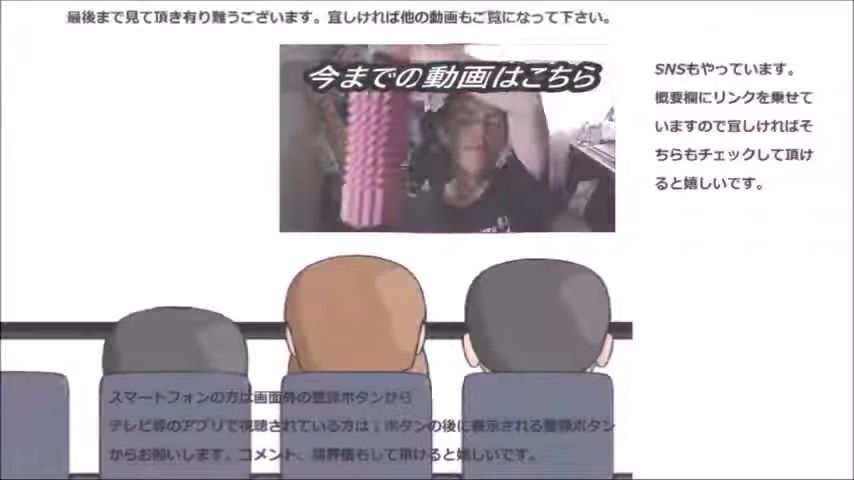 最後まで見て頂き有り難うございます。宜しければ他の動画もご覧になって下さい。
今までの動画はこちら
SNSもやっています。
概要欄にリンクを乗せて
いますので宜しければそ
ちらもチェックして頂け
ると嬉しいです。
スマートフォンの方は画面外の登録ボタンから
テレビ等のアプリで視聴されている方は↓ボタンの後に表示される登録ボタン
からお願いします。コメント、高評価もして頂けると嬉しいです。